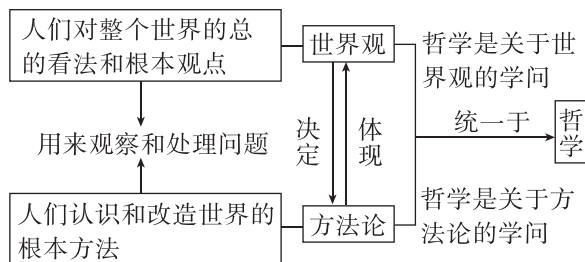 人们对整个世界的总
的看法和根本观点
世界观
哲学是关于世
界观的学问
用来观察和处理问题
决定
体现
统一于
哲学
人们认识和改造世界的
根本方法
方法论
哲学是关于方
法论的学问